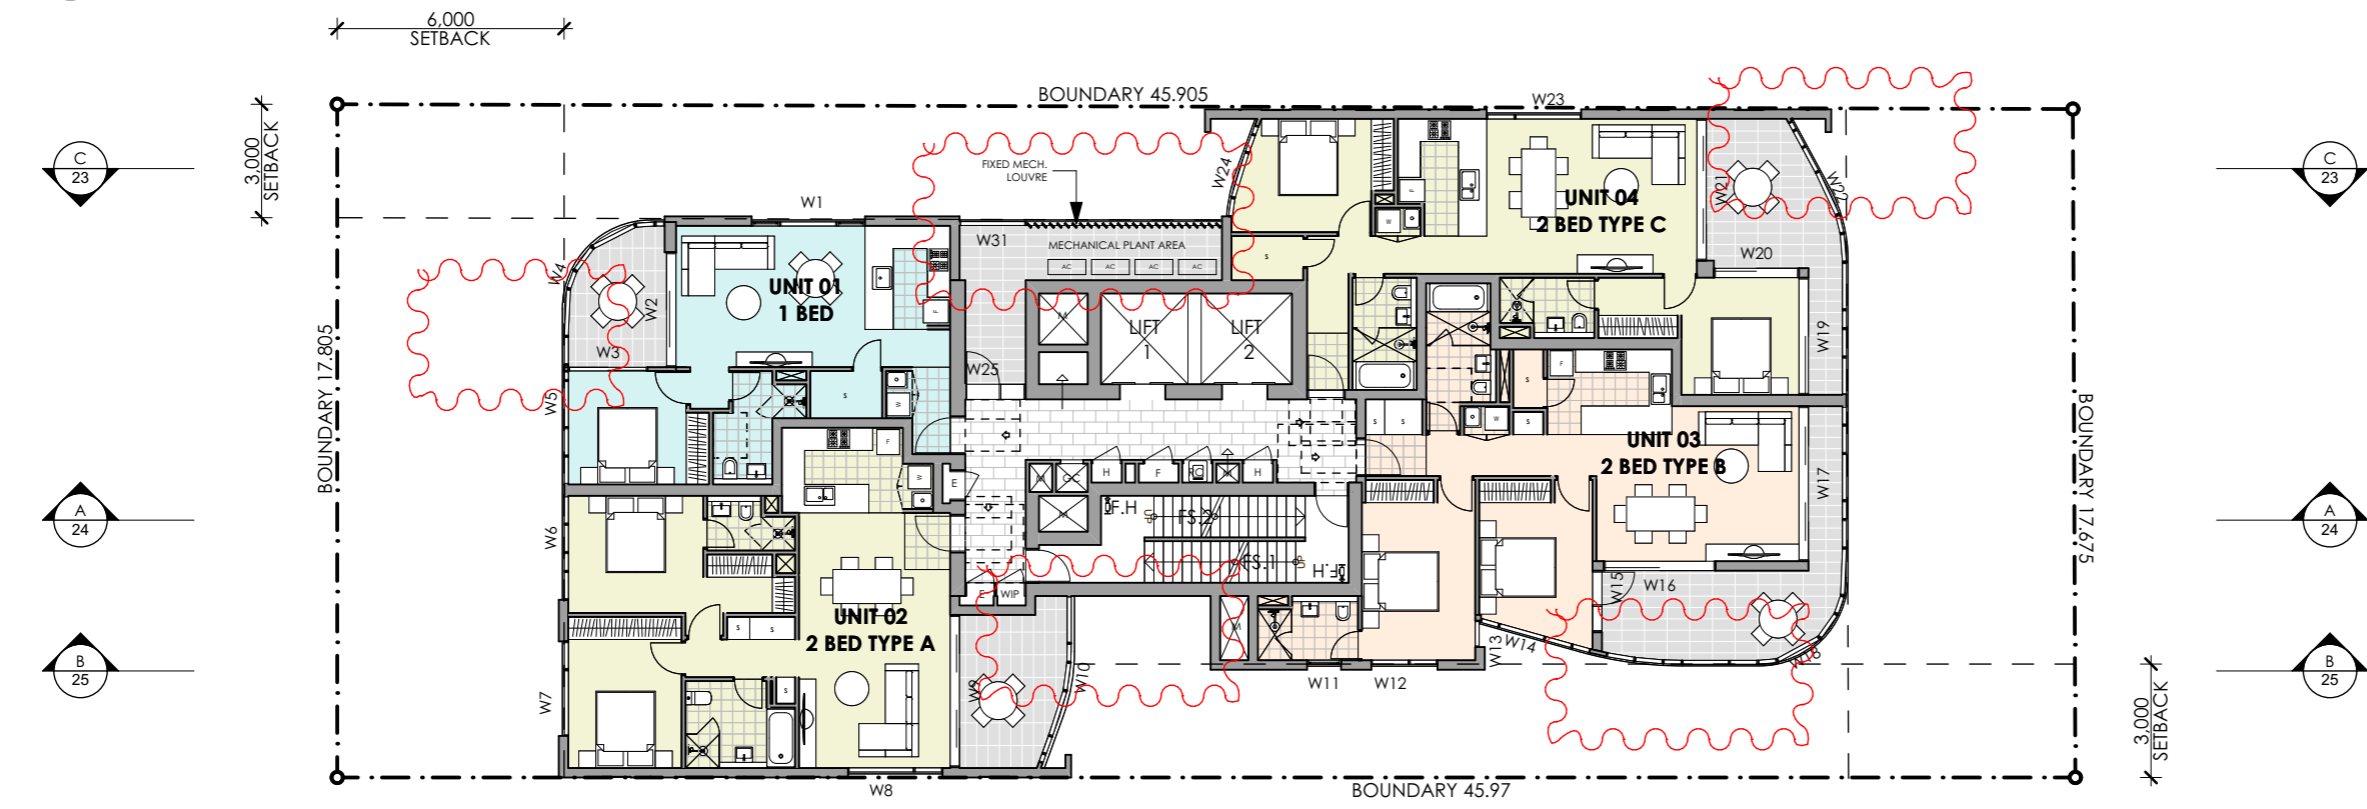 6,000
SETBACK
BOUNDARY 45.905
W23
3,000
SETBACK
C
23
C
23
FIXED MECH.
LOUVRE
W24
W21
W22
UNIT 04
2 BED TYPE C
W1
W31
MECHANICAL PLANT AREA
AC
AC
AC
AC
W20
W4
W2
UNIT 01
1 BED
F
F
W
S
M
LIFT
1
LIFT
2
W19
W3
W25
BOUNDARY 17.805
W5
S
W
F
S
S
S
W
S
BOUNDARY 17.675
UNIT 03
2 BED TYPE B
F
W
H
F
H
E
M
GC
W17
A
24
A
24
W6
M
F.H
UP
FS.2
FS.1
UP
F.H
E
WIP
W15
W16
UNIT 02
2 BED TYPE A
S
S
M
W13
W14
B
25
B
25
W7
S
W9
W10
W11
W12
3,000
SETBACK
W8
BOUNDARY 45.97